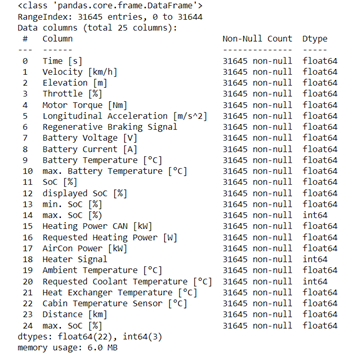 <class 'pandas.core.frame.DataFrame'>
RangeIndex: 31645 entries, 0 to 31644
Data columns (total 25 columns):
 #   Column                              Non-Null Count  Dtype
---  ------                              --------------  -----
 0   Time [s]                            31645 non-null  float64
 1   Velocity [km/h]                     31645 non-null  float64
 2   Elevation [m]                       31645 non-null  float64
 3   Throttle [%]                        31645 non-null  float64
 4   Motor Torque [Nm]                   31645 non-null  float64
 5   Longitudinal Acceleration [m/s^2]   31645 non-null  float64
 6   Regenerative Braking Signal         31645 non-null  float64
 7   Battery Voltage [V]                 31645 non-null  float64
 8   Battery Current [A]                 31645 non-null  float64
 9   Battery Temperature [°C]            31645 non-null  float64
 10  max. Battery Temperature [°C]       31645 non-null  float64
 11  SoC [%]                             31645 non-null  float64
 12  displayed SoC [%]                   31645 non-null  float64
 13  min. SoC [%]                        31645 non-null  float64
 14  max. SoC [%)                        31645 non-null  int64
 15  Heating Power CAN [kW]              31645 non-null  float64
 16  Requested Heating Power [W]         31645 non-null  float64
 17  AirCon Power [kW]                   31645 non-null  float64
 18  Heater Signal                       31645 non-null  int64
 19  Ambient Temperature [°C]            31645 non-null  float64
 20  Requested Coolant Temperature [°C]  31645 non-null  int64
 21  Heat Exchanger Temperature [°C]     31645 non-null  float64
 22  Cabin Temperature Sensor [°C]       31645 non-null  float64
 23  Distance [km]                       31645 non-null  float64
 24  max. SoC [%]                        31645 non-null  float64
dtypes: float64(22), int64(3)
memory usage: 6.0 MB